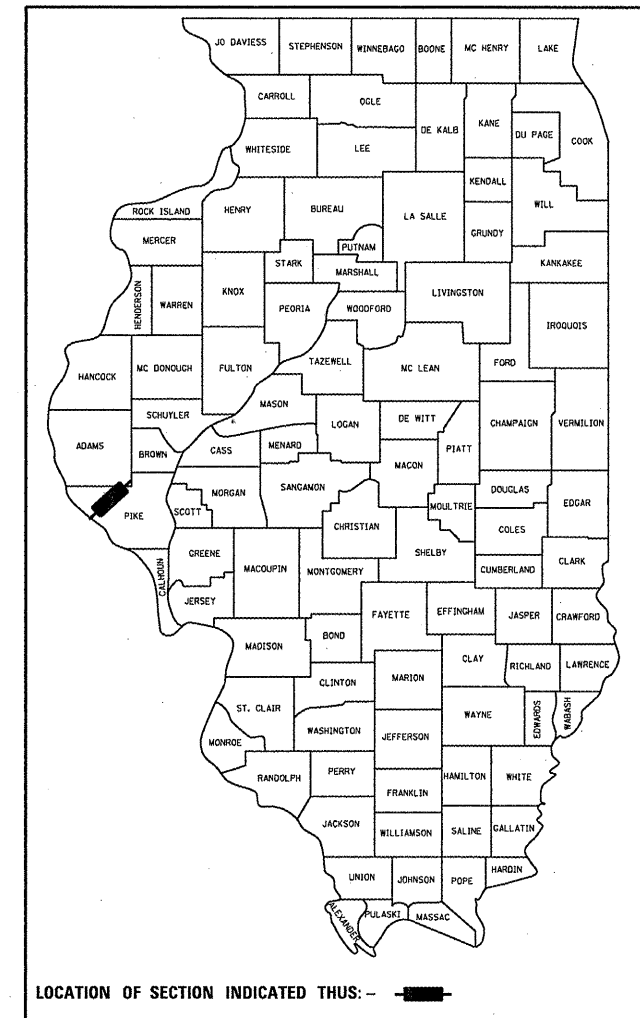 JO DAVIESS
STEPHENSON
WINNEBAGO
BOONE
MC HENRY
LAKE
CARROLL
OGLE
DE KALB
KANE
DU PAGE
COOK
WHITESIDE
LEE
KENDALL
WILL
ROCK ISLAND
HENRY
BUREAU
LA SALLE
GRUNDY
MERCER
PUTNAM
STARK
MARSHALL
KANKAKEE
HENDERSON
WARREN
KNOX
PEORIA
WOODFORD
LIVINGSTON
IROQUOIS
HANCOCK
MC DONOUGH
FULTON
TAZEWELL
MC LEAN
FORD
SCHUYLER
MASON
LOGAN
DE WITT
CHAMPAIGN
VERMILION
ADAMS
BROWN
CASS
MENARD
PIATT
MACON
PIKE
SCOTT
MORGAN
SANGAMON
MOULTRIE
DOUGLAS
EDGAR
CHRISTIAN
COLES
CALHOUN
GREENE
MACOUPIN
MONTGOMERY
SHELBY
CUMBERLAND
CLARK
JERSEY
FAYETTE
EFFINGHAM
JASPER
CRAWFORD
MADISON
BOND
CLAY
RICHLAND
LAWRENCE
CLINTON
MARION
ST. CLAIR
WAYNE
EDWARDS
WABASH
WASHINGTON
JEFFERSON
MONROE
RANDOLPH
PERRY
HAMILTON
WHITE
FRANKLIN
JACKSON
WILLIAMSON
SALINE
GALLATIN
UNION
JOHNSON
POPE
HARDIN
ALEXANDER
PULASKI
MASSAC
LOCATION OF SECTION INDICATED THUS: -